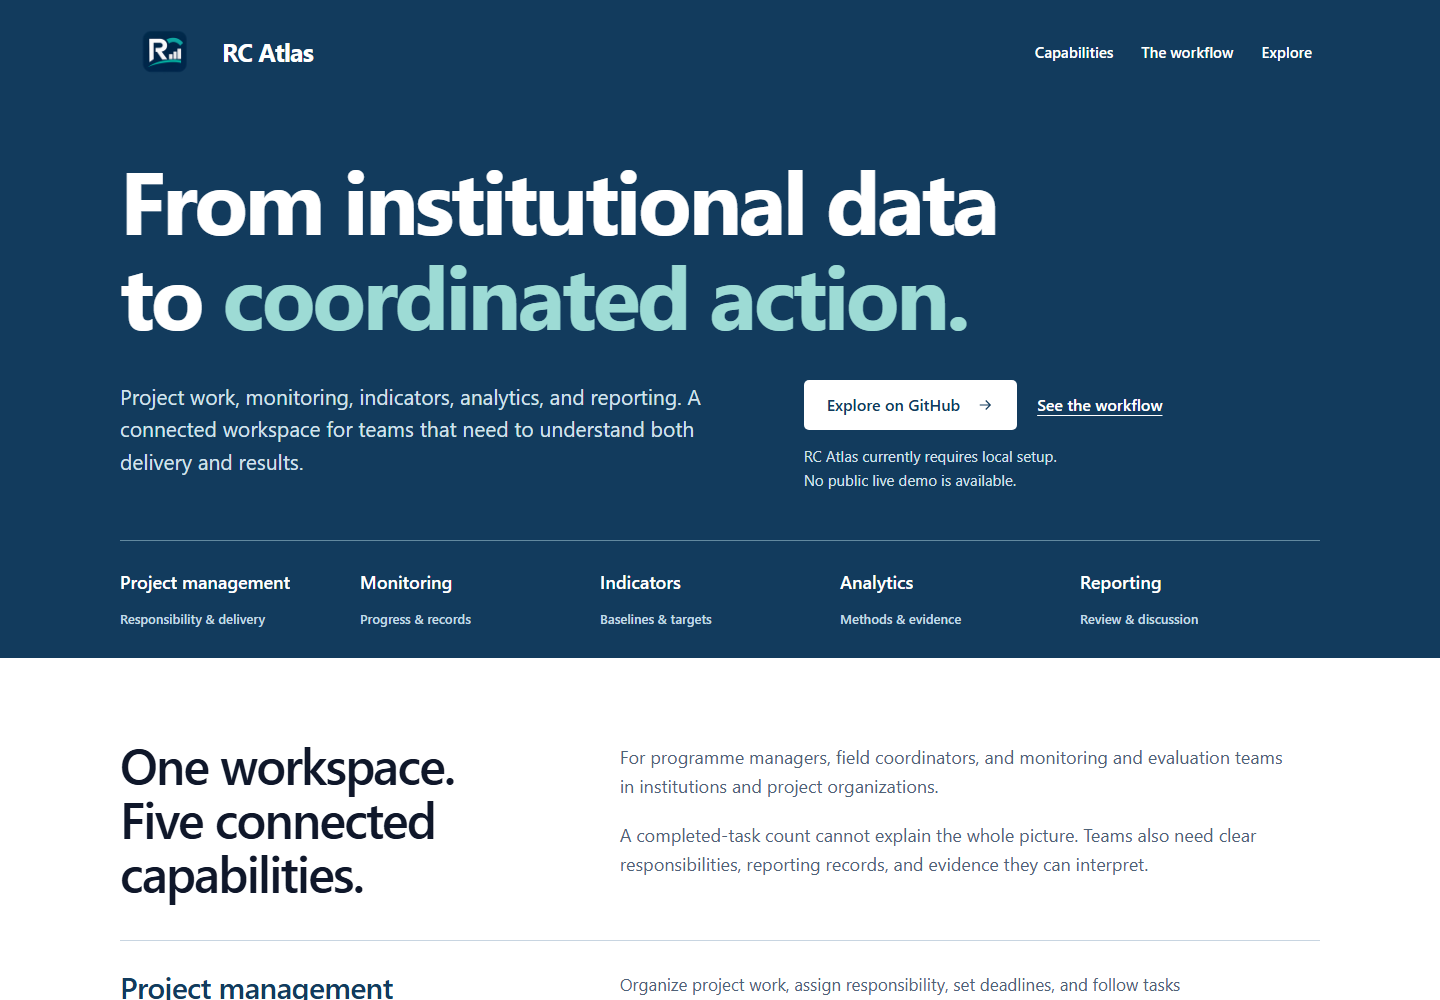 RC Atlas
Capabilities
The workflow
Explore
From institutional data
to coordinated action.
Project work, monitoring, indicators, analytics, and reporting. A
connected workspace for teams that need to understand both
delivery and results.
Explore on GitHub →
See the workflow
RC Atlas currently requires local setup.
No public live demo is available.
Project management
Responsibility & delivery
Monitoring
Progress & records
Indicators
Baselines & targets
Analytics
Methods & evidence
Reporting
Review & discussion
One workspace.
Five connected
capabilities.
For programme managers, field coordinators, and monitoring and evaluation teams
in institutions and project organizations.
A completed-task count cannot explain the whole picture. Teams also need clear
responsibilities, reporting records, and evidence they can interpret.
Project management
Organize project work, assign responsibility, set deadlines, and follow tasks